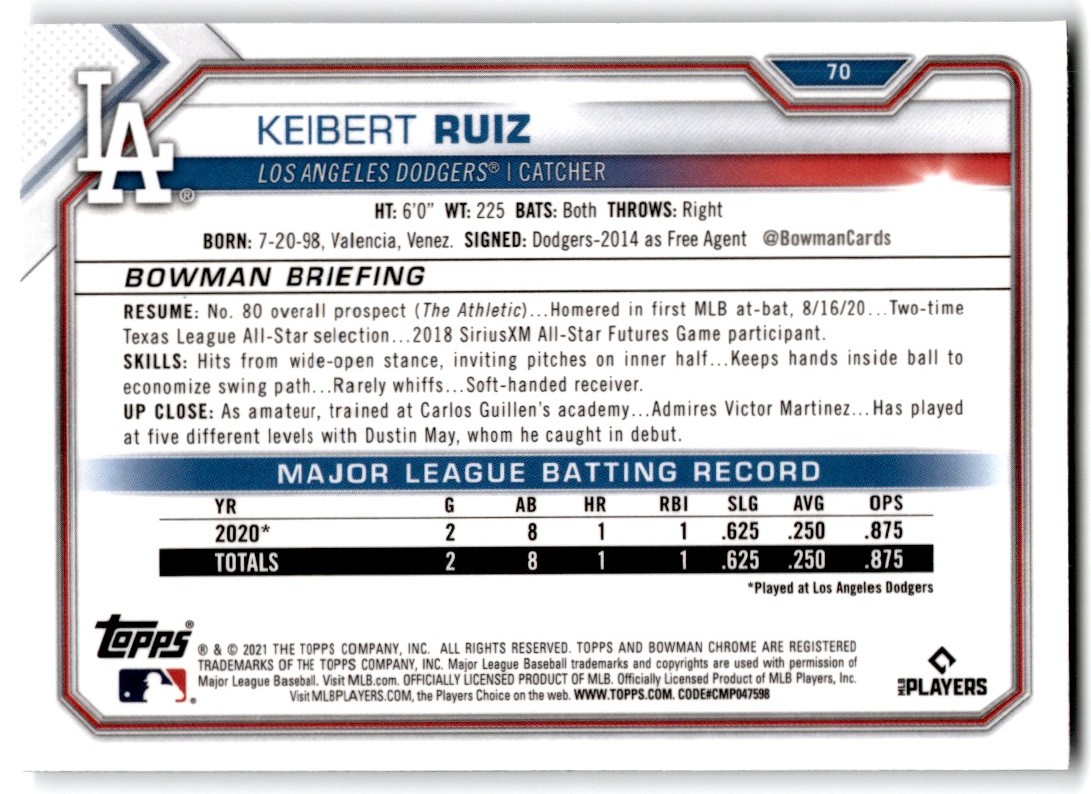 70
LA ®
KEIBERT RUIZ
LOS ANGELES DODGERS® | CATCHER
HT: 6'0" WT: 225 BATS: Both THROWS: Right
BORN: 7-20-98, Valencia, Venez. SIGNED: Dodgers-2014 as Free Agent @BowmanCards
BOWMAN BRIEFING
RESUME: No. 80 overall prospect (The Athletic)...Homered in first MLB at-bat, 8/16/20...Two-time
Texas League All-Star selection...2018 SiriusXM All-Star Futures Game participant.
SKILLS: Hits from wide-open stance, inviting pitches on inner half...Keeps hands inside ball to
economize swing path...Rarely whiffs...Soft-handed receiver.
UP CLOSE: As amateur, trained at Carlos Guillen's academy...Admires Victor Martinez...Has played
at five different levels with Dustin May, whom he caught in debut.
MAJOR LEAGUE BATTING RECORD
YR G AB HR RBI SLG AVG OPS
2020* 2 8 1 1 .625 .250 .875
TOTALS 2 8 1 1 .625 .250 .875
*Played at Los Angeles Dodgers
topps®
® & © 2021 THE TOPPS COMPANY, INC. ALL RIGHTS RESERVED. TOPPS AND BOWMAN CHROME ARE REGISTERED
TRADEMARKS OF THE TOPPS COMPANY, INC. Major League Baseball trademarks and copyrights are used with permission of
Major League Baseball. Visit MLB.com. OFFICIALLY LICENSED PRODUCT OF MLB. Officially Licensed Product of MLB Players, Inc.
Visit MLBPLAYERS.COM, the Players Choice on the web. WWW.TOPPS.COM. CODE#CMP047598
MLB PLAYERS